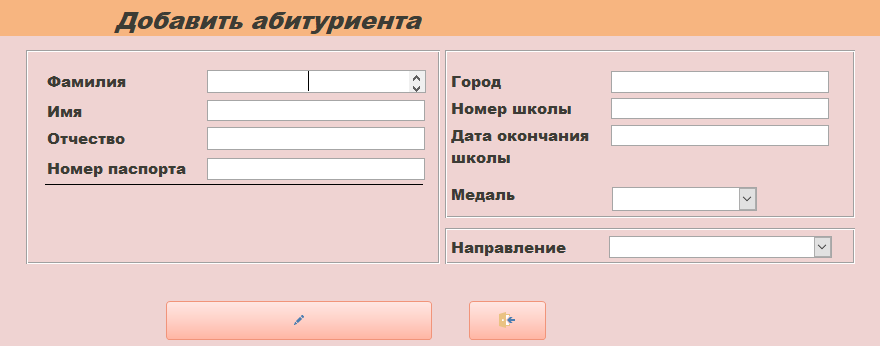 Добавить абитуриента
Фамилия
Имя
Отчество
Номер паспорта
Город
Номер школы
Дата окончания
школы
Медаль
Направление